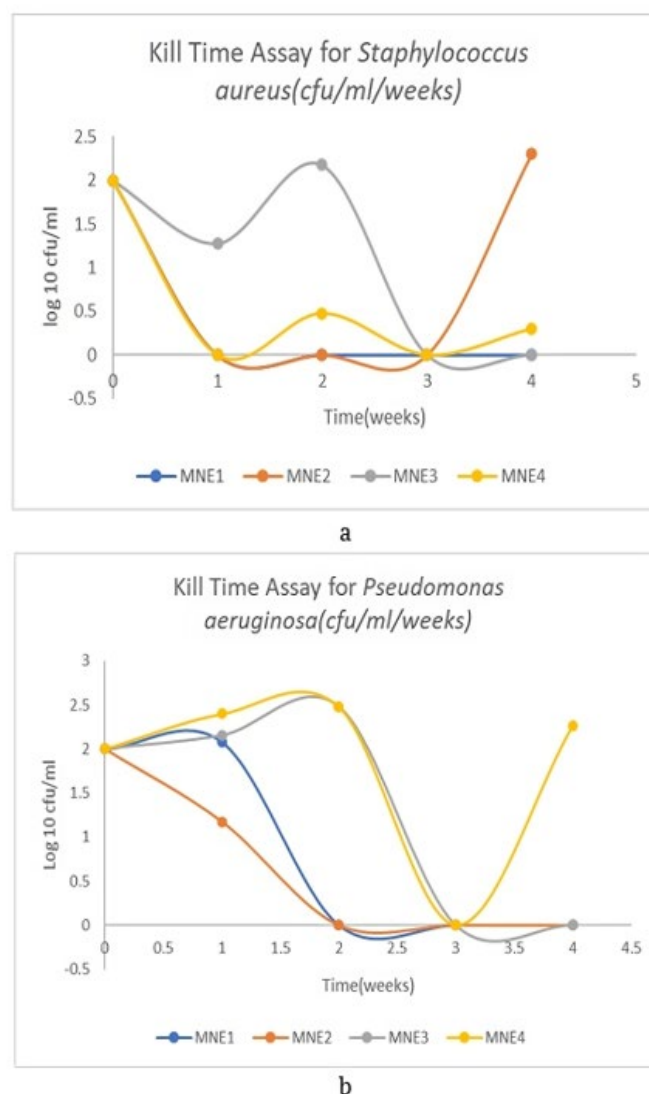 Kill Time Assay for Staphylococcus
aureus(cfu/ml/weeks)
2.5
2
1.5
1
0.5
0
-0.5
log 10 cfu/ml
0 1 2 3 4 5
Time(weeks)
MNE1 MNE2 MNE3 MNE4
a
Kill Time Assay for Pseudomonas
aeruginosa(cfu/ml/weeks)
3
2.5
2
1.5
1
0.5
0
-0.5
Log 10 cfu/ml
0 0.5 1 1.5 2 2.5 3 3.5 4 4.5
Time(weeks)
MNE1 MNE2 MNE3 MNE4
b